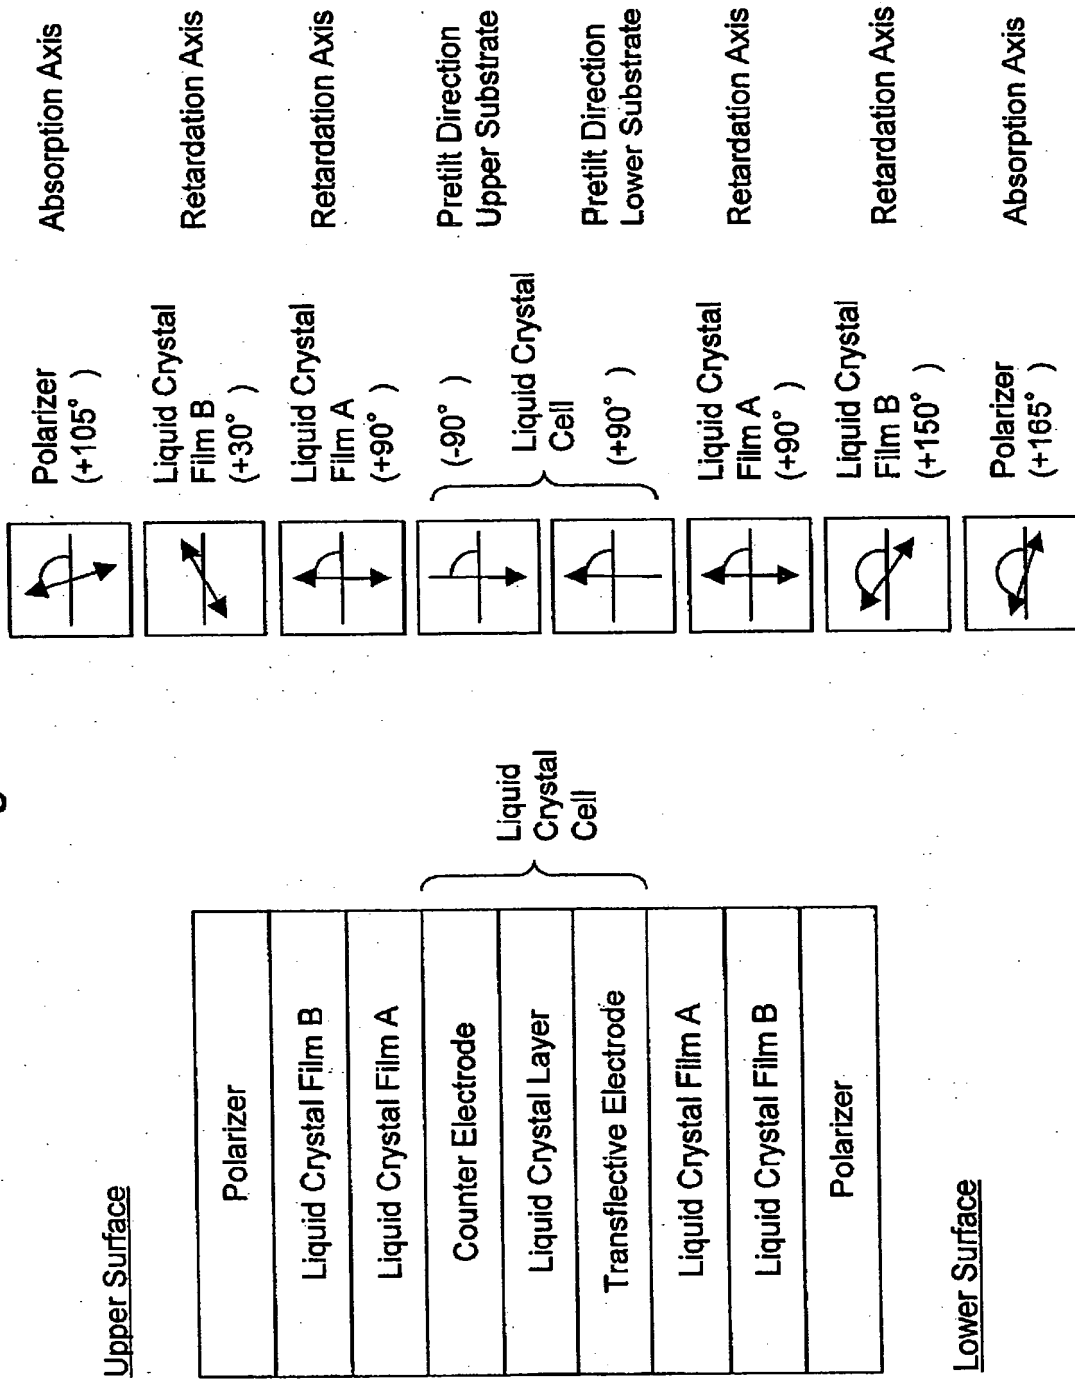 Upper Surface
Polarizer
Liquid Crystal Film B
Liquid Crystal Film A
Counter Electrode
Liquid Crystal Layer
Transflective Electrode
Liquid Crystal Film A
Liquid Crystal Film B
Polarizer
Lower Surface
Liquid
Crystal
Cell
Polarizer
(+105° )
Absorption Axis
Liquid Crystal
Film B
(+30° )
Retardation Axis
Liquid Crystal
Film A
(+90° )
Retardation Axis
(-90° )
Pretilt Direction
Upper Substrate
Liquid Crystal
Cell
(+90° )
Pretilt Direction
Lower Substrate
Liquid Crystal
Film A
(+90° )
Retardation Axis
Liquid Crystal
Film B
(+150° )
Retardation Axis
Polarizer
(+165° )
Absorption Axis